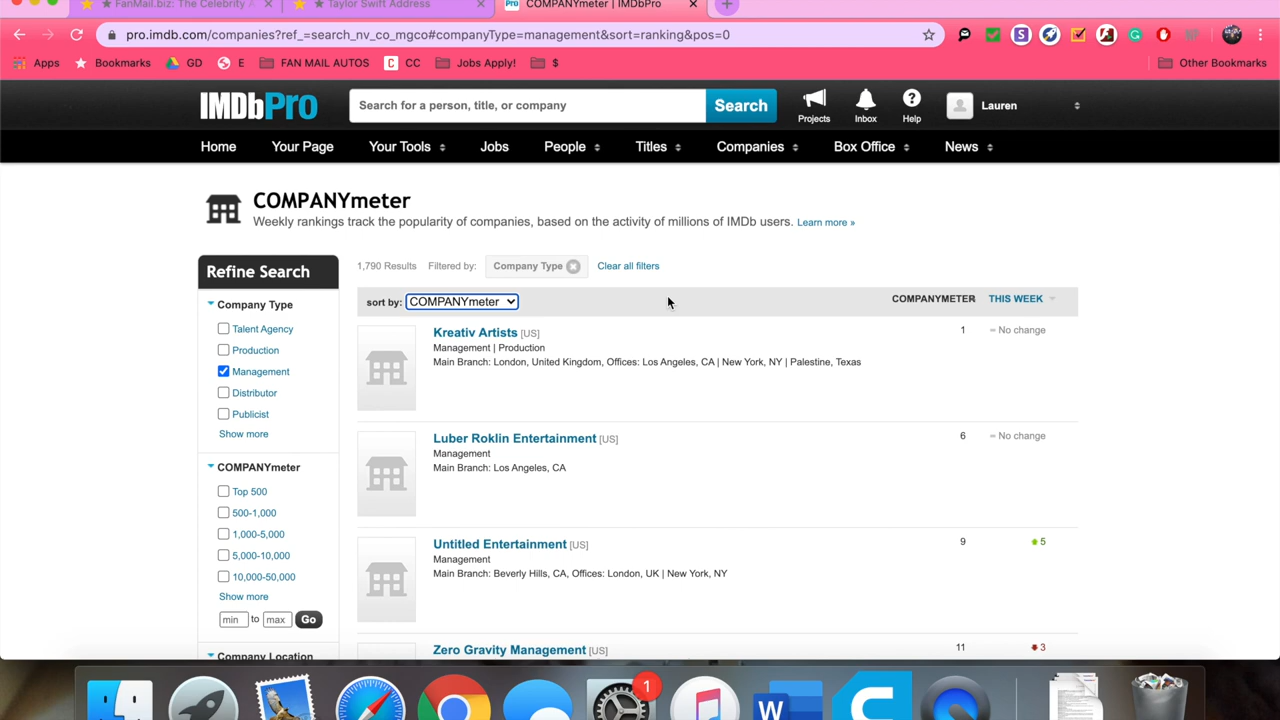 ★ FanMail.biz: The Celebrity A
★ Taylor Swift Address
Pro COMPANYmeter | IMDbPro
pro.imdb.com/companies?ref_=search_nv_co_mgco#companyType=management&sort=ranking&pos=0
Apps Bookmarks GD E FAN MAIL AUTOS C CC Jobs Apply! $ Other Bookmarks
IMDbPro Search for a person, title, or company Search Projects Inbox Help Lauren
Home Your Page Your Tools Jobs People Titles Companies Box Office News
COMPANYmeter
Weekly rankings track the popularity of companies, based on the activity of millions of IMDb users. Learn more »
Refine Search
Company Type
Talent Agency
Production
Management
Distributor
Publicist
Show more
COMPANYmeter
Top 500
500-1,000
1,000-5,000
5,000-10,000
10,000-50,000
Show more
min to max Go
Company Location
1,790 Results Filtered by: Company Type Clear all filters
sort by: COMPANYmeter COMPANYMETER THIS WEEK
Kreativ Artists [US] 1 = No change
Management | Production
Main Branch: London, United Kingdom, Offices: Los Angeles, CA | New York, NY | Palestine, Texas
Luber Roklin Entertainment [US] 6 = No change
Management
Main Branch: Los Angeles, CA
Untitled Entertainment [US] 9 5
Management
Main Branch: Beverly Hills, CA, Offices: London, UK | New York, NY
Zero Gravity Management [US] 11 3
1
W